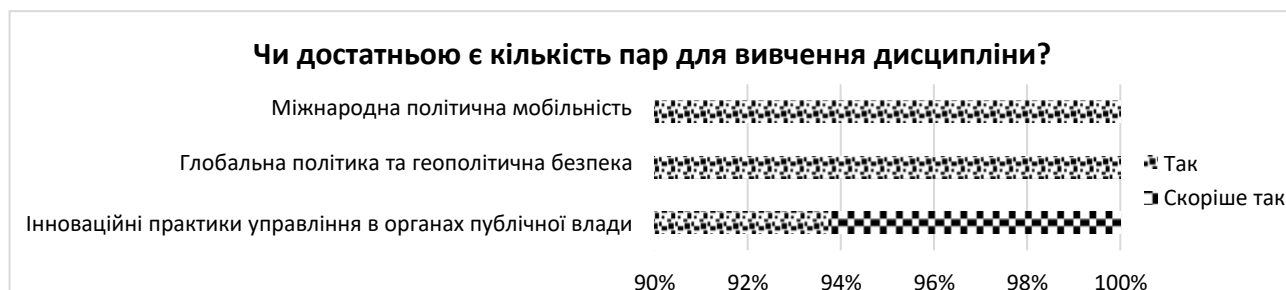 Чи достатньою є кількість пар для вивчення дисципліни?
Міжнародна політична мобільність
Глобальна політика та геополітична безпека
Інноваційні практики управління в органах публічної влади
Так
Скоріше так
90% 92% 94% 96% 98% 100%